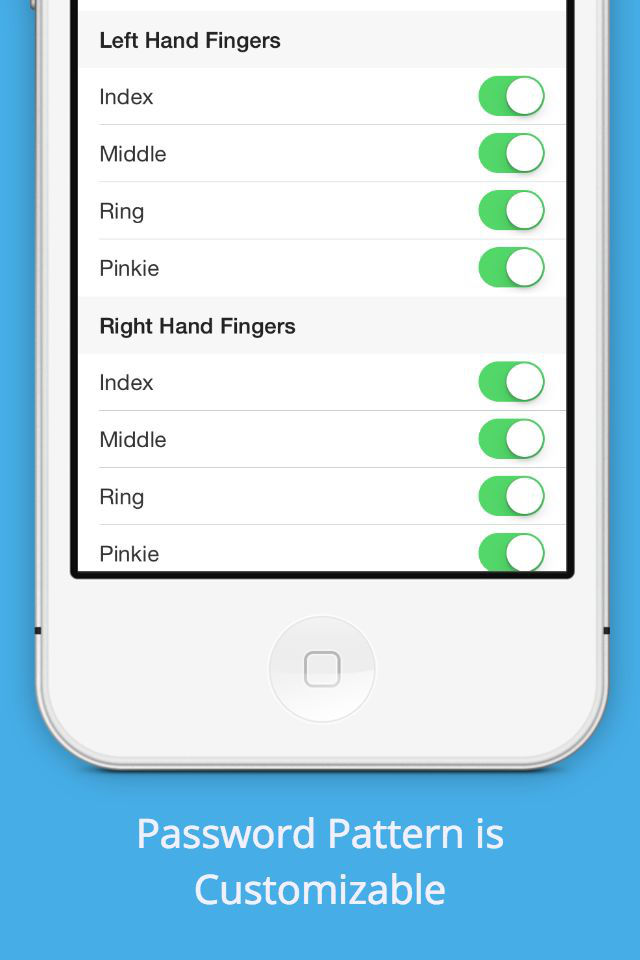 Left Hand Fingers
Index
Middle
Ring
Pinkie
Right Hand Fingers
Index
Middle
Ring
Pinkie
Password Pattern is
Customizable